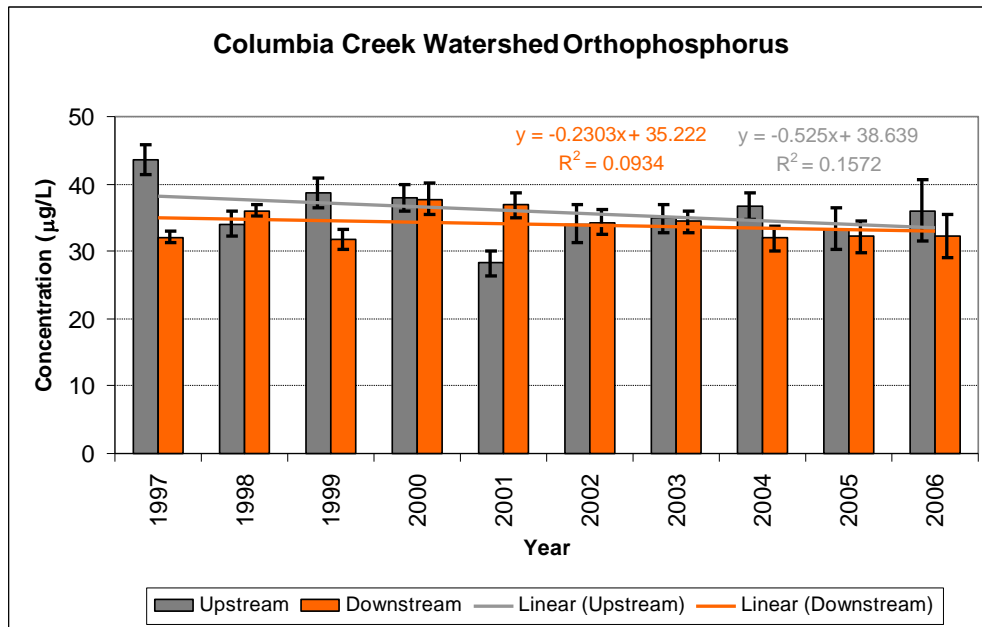 Columbia Creek Watershed Orthophosphorus
y = -0.2303x+ 35.222
R² = 0.0934
y = -0.525x+ 38.639
R² = 0.1572
Concentration (µg/L)
50
40
30
20
10
0
1997
1998
1999
2000
2001
2002
2003
2004
2005
2006
Year
Upstream
Downstream
Linear (Upstream)
Linear (Downstream)